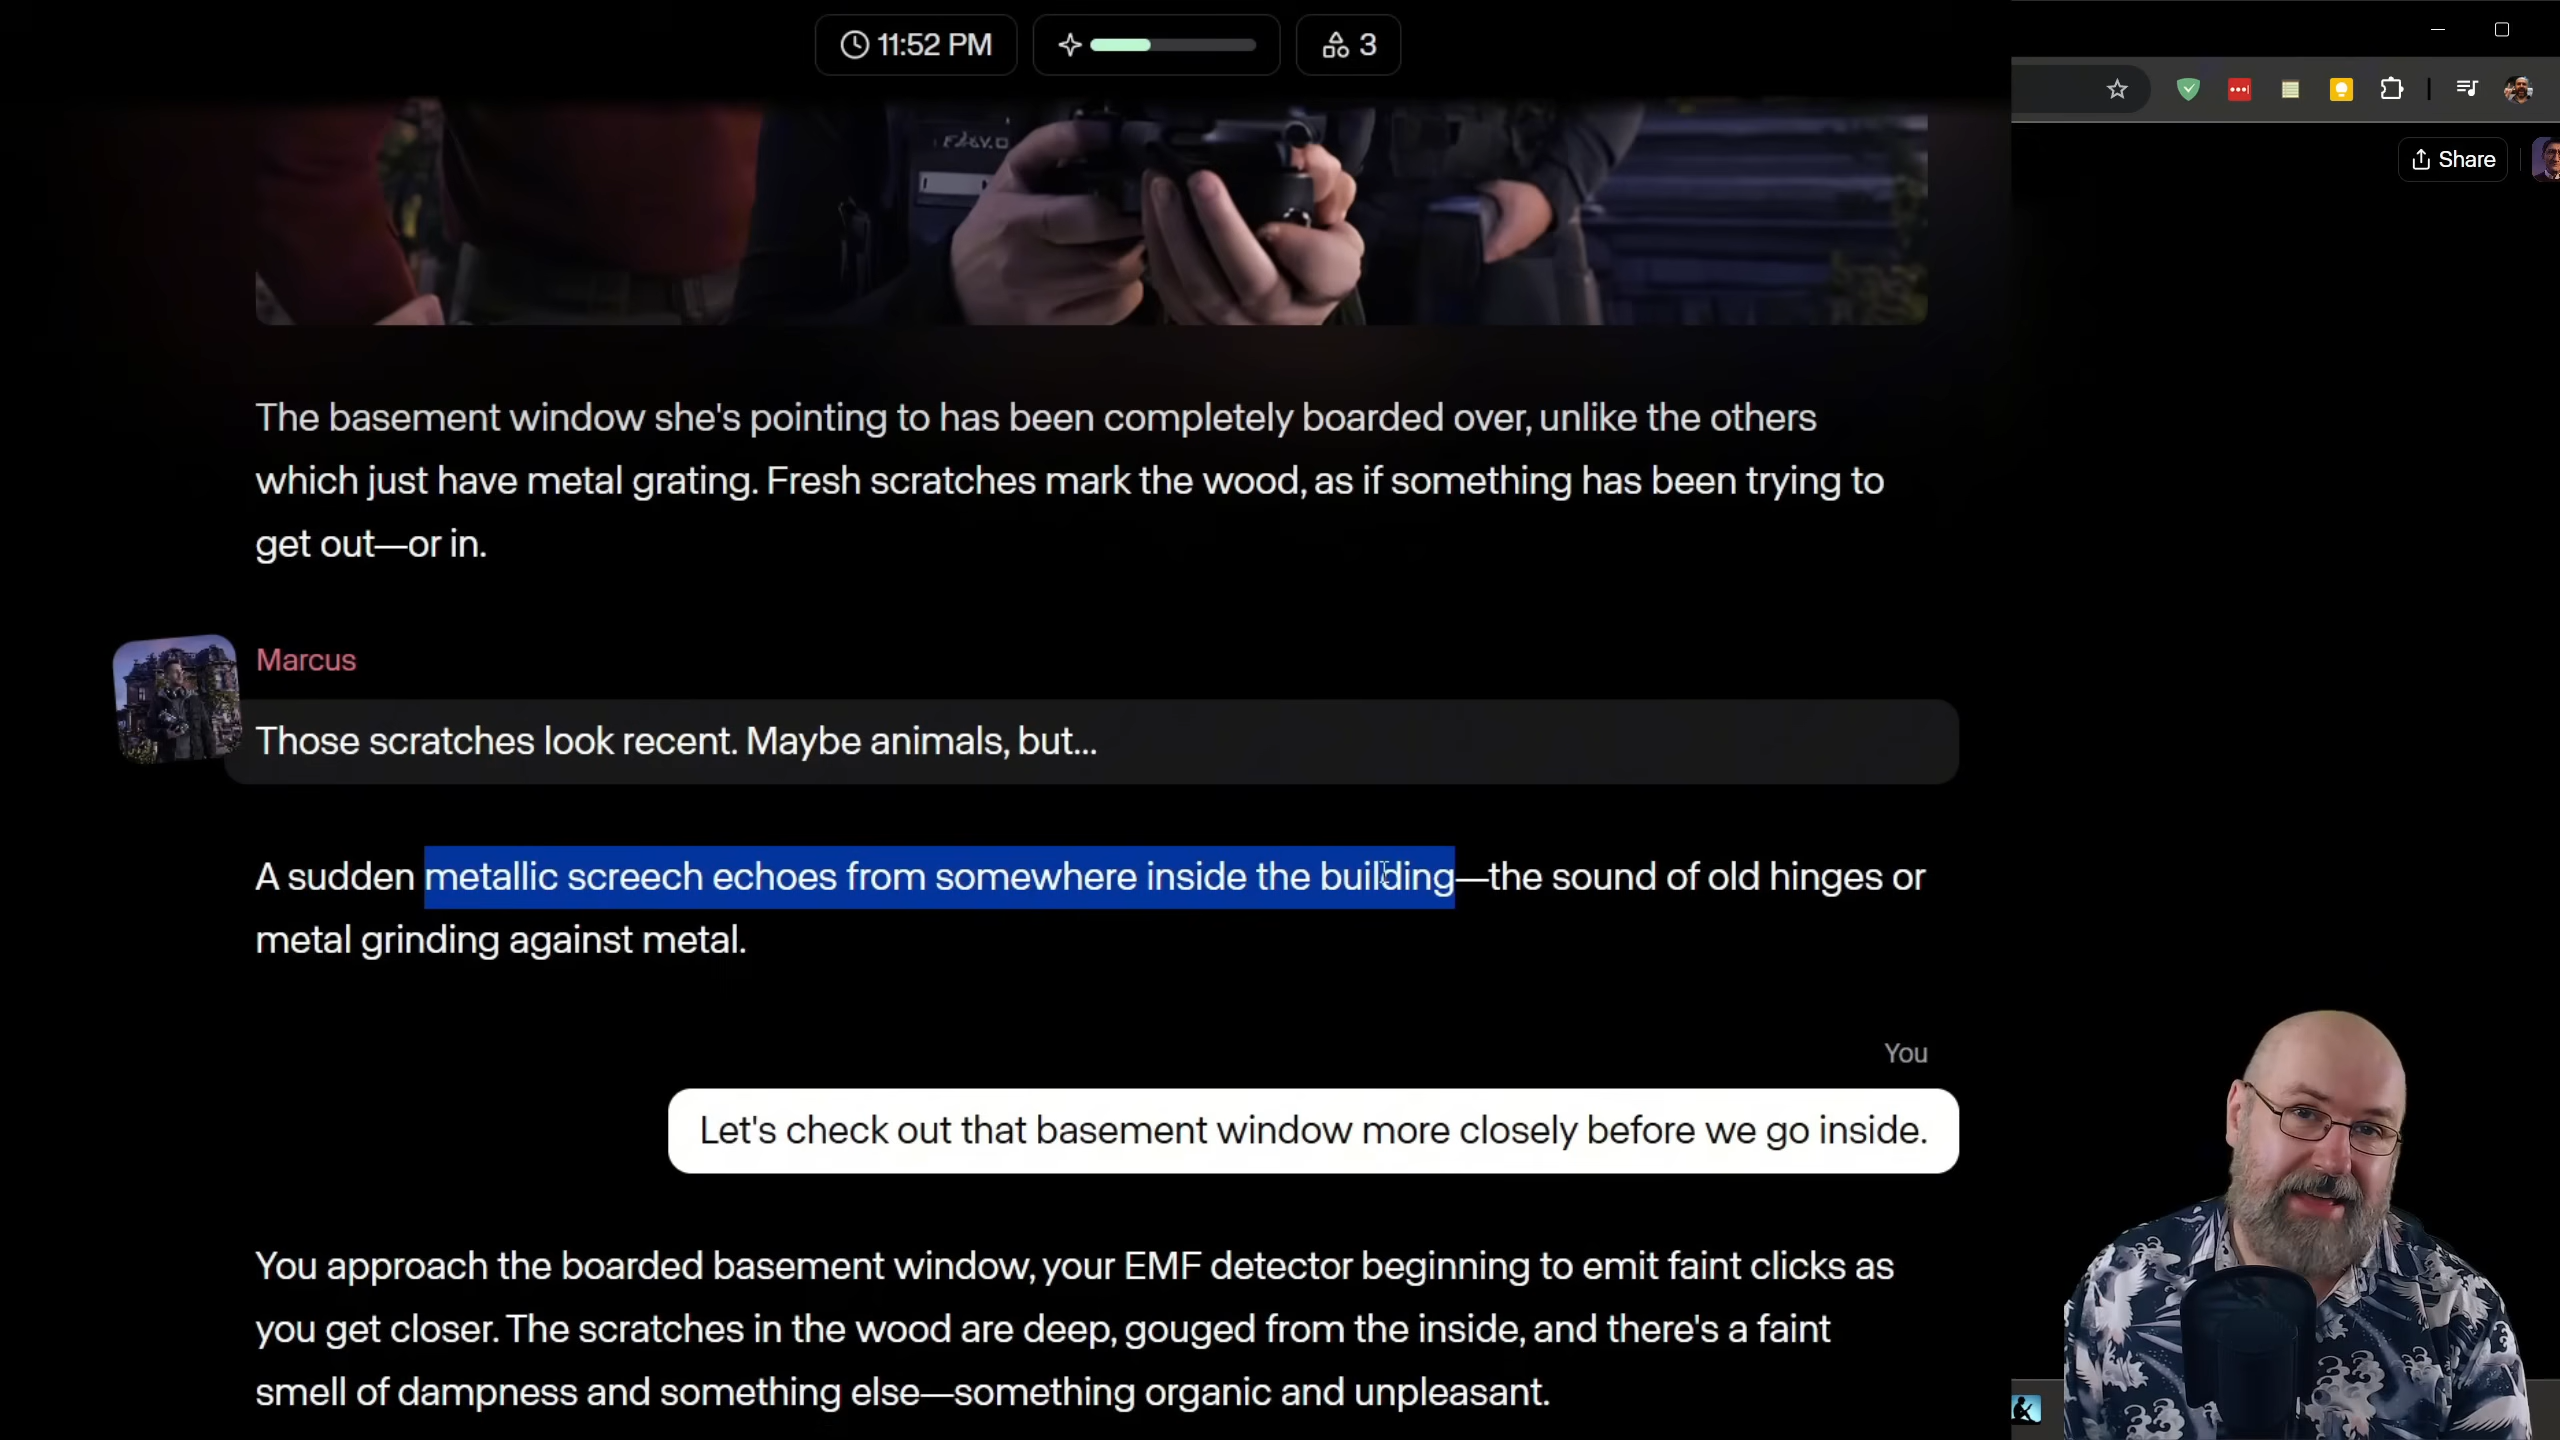 11:52 PM
3
Share
The basement window she's pointing to has been completely boarded over, unlike the others
which just have metal grating. Fresh scratches mark the wood, as if something has been trying to
get out—or in.
Marcus
Those scratches look recent. Maybe animals, but...
A sudden metallic screech echoes from somewhere inside the building—the sound of old hinges or
metal grinding against metal.
You
Let's check out that basement window more closely before we go inside.
You approach the boarded basement window, your EMF detector beginning to emit faint clicks as
you get closer. The scratches in the wood are deep, gouged from the inside, and there's a faint
smell of dampness and something else—something organic and unpleasant.